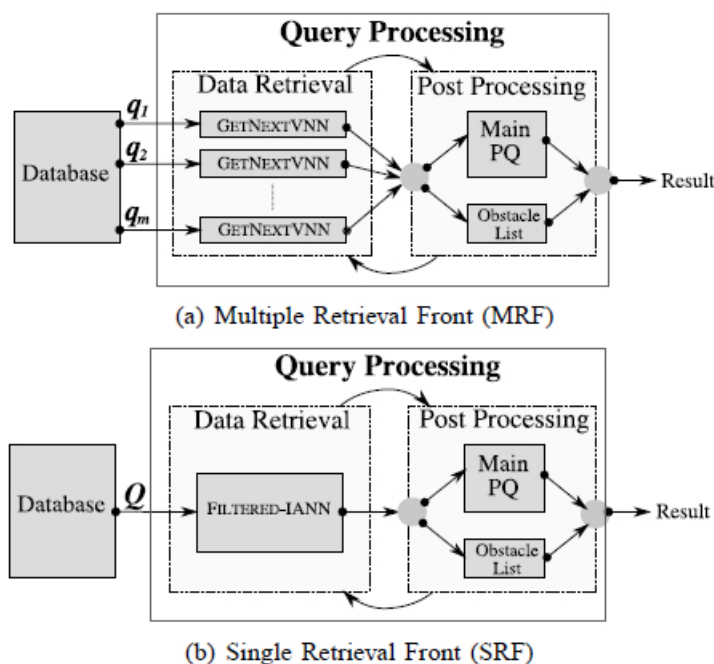 Query Processing
Data Retrieval
Post Processing
Database
q1
q2
qm
GETNEXTVNN
GETNEXTVNN
GETNEXTVNN
Main
PQ
Obstacle
List
Result
(a) Multiple Retrieval Front (MRF)
Query Processing
Data Retrieval
Post Processing
Database
Q
FILTERED-IANN
Main
PQ
Obstacle
List
Result
(b) Single Retrieval Front (SRF)